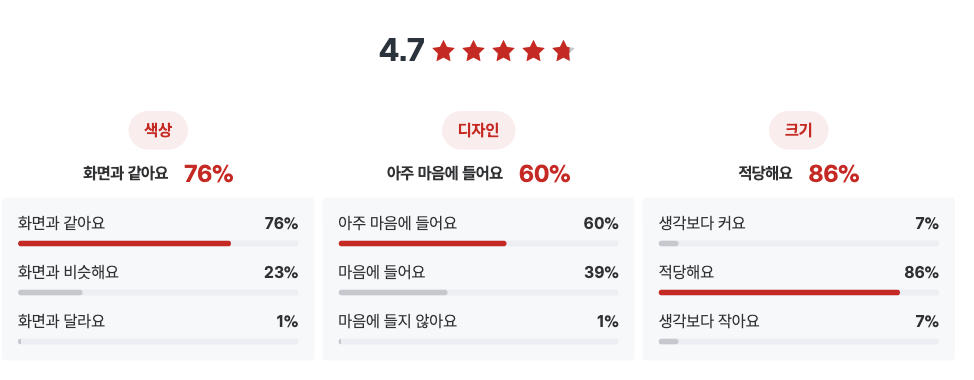 4.7
색상
화면과 같아요 76%
화면과 같아요 76%
화면과 비슷해요 23%
화면과 달라요 1%
디자인
아주 마음에 들어요 60%
아주 마음에 들어요 60%
마음에 들어요 39%
마음에 들지 않아요 1%
크기
적당해요 86%
생각보다 커요 7%
적당해요 86%
생각보다 작아요 7%